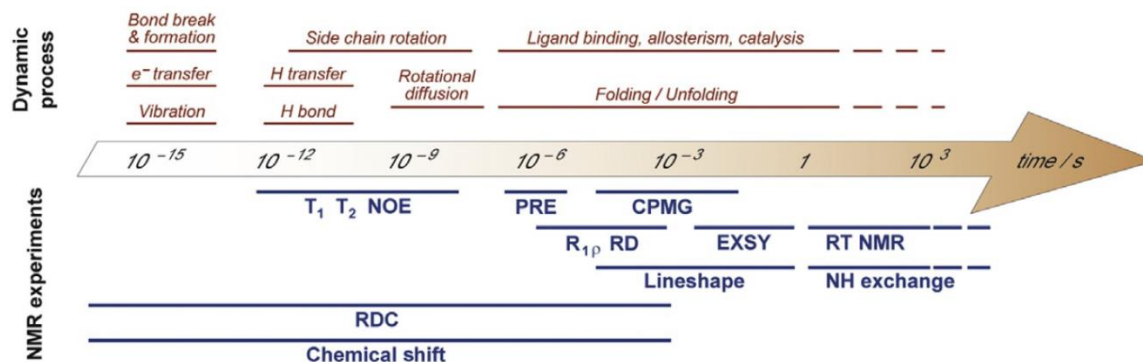 Dynamic process
Bond break & formation
Side chain rotation
Ligand binding, allosterism, catalysis
e⁻ transfer
H transfer
Rotational diffusion
Folding / Unfolding
Vibration
H bond
10⁻¹⁵ 10⁻¹² 10⁻⁹ 10⁻⁶ 10⁻³ 1 10³ time / s
NMR experiments
T₁ T₂ NOE
PRE
CPMG
R₁ᵨ RD
EXSY
RT NMR
Lineshape
NH exchange
RDC
Chemical shift